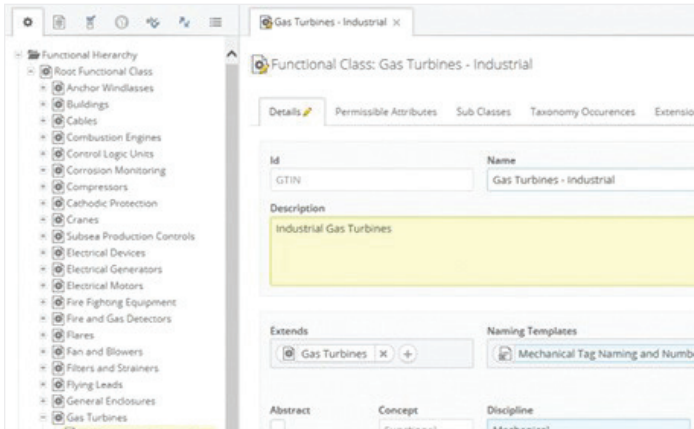 Gas Turbines - Industrial
Functional Hierarchy
Root Functional Class
Anchor Windlasses
Buildings
Cables
Combustion Engines
Control Logic Units
Corrosion Monitoring
Compressors
Cathodic Protection
Cranes
Subsea Production Controls
Electrical Devices
Electrical Generators
Electrical Motors
Fire Fighting Equipment
Fire and Gas Detectors
Flares
Fan and Blowers
Filters and Strainers
Flying Leads
General Enclosures
Gas Turbines
Functional Class: Gas Turbines - Industrial
Details Permissible Attributes Sub Classes Taxonomy Occurences Extensio
Id Name
GTIN Gas Turbines - Industrial
Description
Industrial Gas Turbines
Extends Naming Templates
Gas Turbines Mechanical Tag Naming and Numb
Abstract Concept Discipline